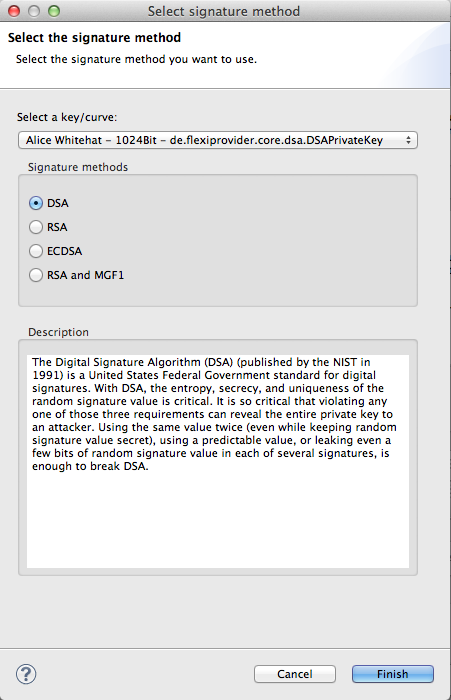 Select signature method
Select the signature method
Select the signature method you want to use.
Select a key/curve:
Alice Whitehat - 1024Bit - de.flexiprovider.core.dsa.DSAPrivateKey
Signature methods
DSA
RSA
ECDSA
RSA and MGF1
Description
The Digital Signature Algorithm (DSA) (published by the NIST in
1991) is a United States Federal Government standard for digital
signatures. With DSA, the entropy, secrecy, and uniqueness of the
random signature value is critical. It is so critical that violating any
one of those three requirements can reveal the entire private key to
an attacker. Using the same value twice (even while keeping random
signature value secret), using a predictable value, or leaking even a
few bits of random signature value in each of several signatures, is
enough to break DSA.
?
Cancel
Finish